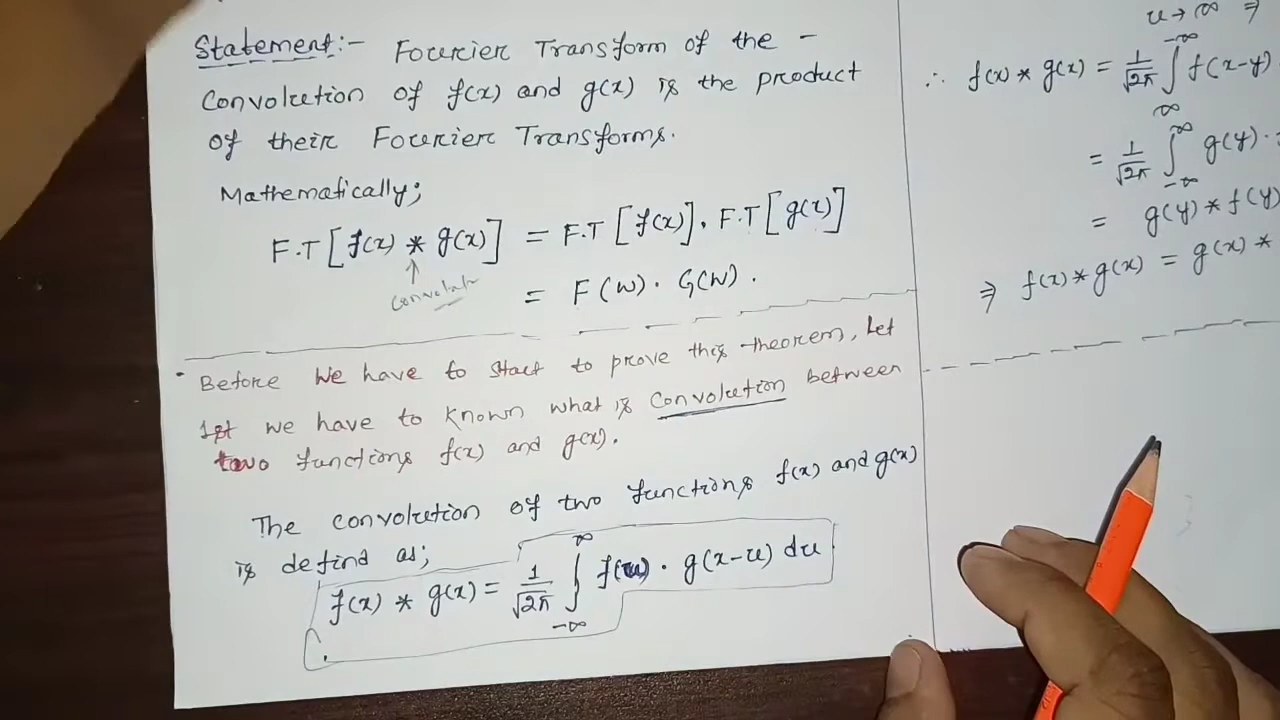 Statement:- Fourier Transform of the -
Convolution of f(x) and g(x) is the product
of their Fourier Transforms.
Mathematically;
F.T [f(x) * g(x)] = F.T [f(x)] . F.T [g(x)]
convolution
= F(W) . G(W) .
Before We have to start to prove this theorem, Let
1st we have to known what is Convolution between
two functions f(x) and g(x).
The convolution of two functions f(x) and g(x)
is defind as;
f(x) * g(x) = 1/√2π ∫_{-∞}^{∞} f(u) . g(x-u) du
u → ∞ ⇒
∴ f(x) * g(x) = 1/√2π ∫_{∞}^{-∞} f(x-y)
= 1/√2π ∫_{-∞}^{∞} g(y) .
= g(y) * f(y)
⇒ f(x) * g(x) = g(x) *